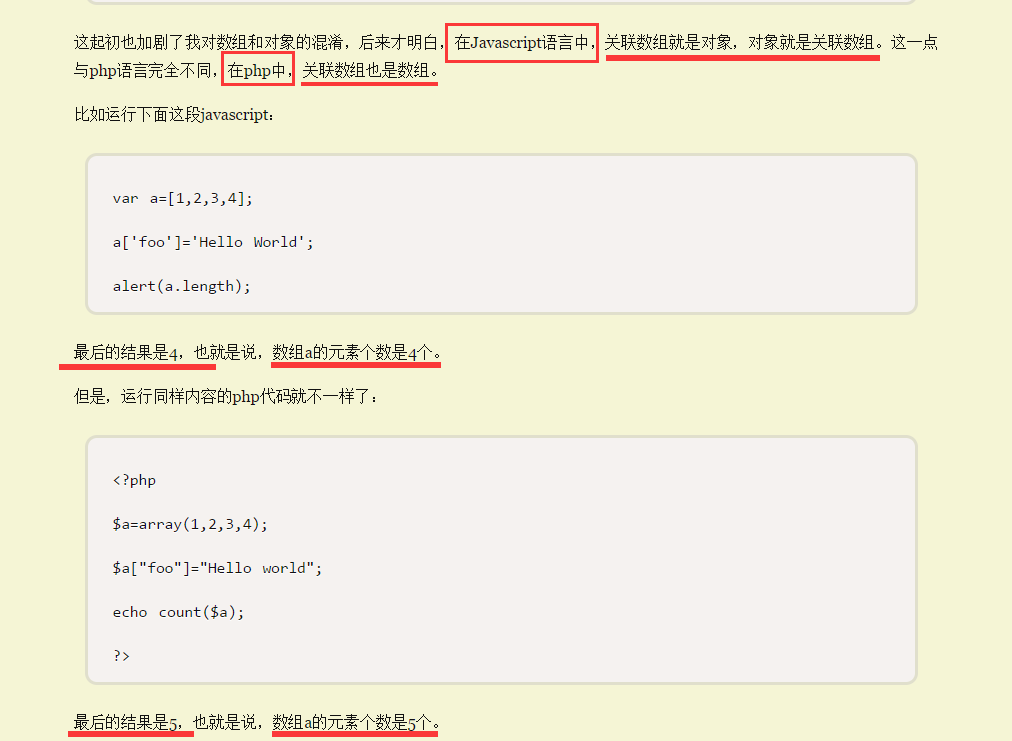 这起初也加剧了我对数组和对象的混淆，后来才明白，在Javascript语言中，关联数组就是对象，对象就是关联数组。这一点
与php语言完全不同，在php中，关联数组也是数组。
比如运行下面这段javascript：
var a=[1,2,3,4];
a['foo']='Hello World';
alert(a.length);
最后的结果是4，也就是说，数组a的元素个数是4个。
但是，运行同样内容的php代码就不一样了：
<?php
$a=array(1,2,3,4);
$a["foo"]="Hello world";
echo count($a);
?>
最后的结果是5，也就是说，数组a的元素个数是5个。